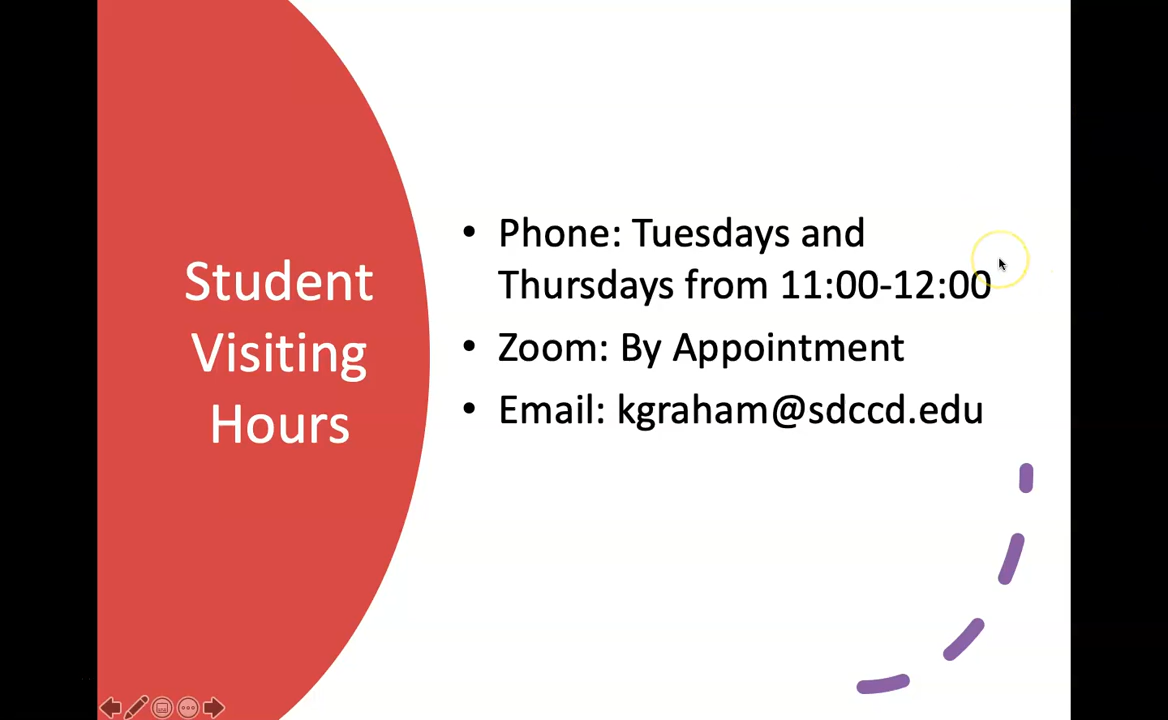 Student
Visiting
Hours
• Phone: Tuesdays and
Thursdays from 11:00-12:00
• Zoom: By Appointment
• Email: kgraham@sdccd.edu